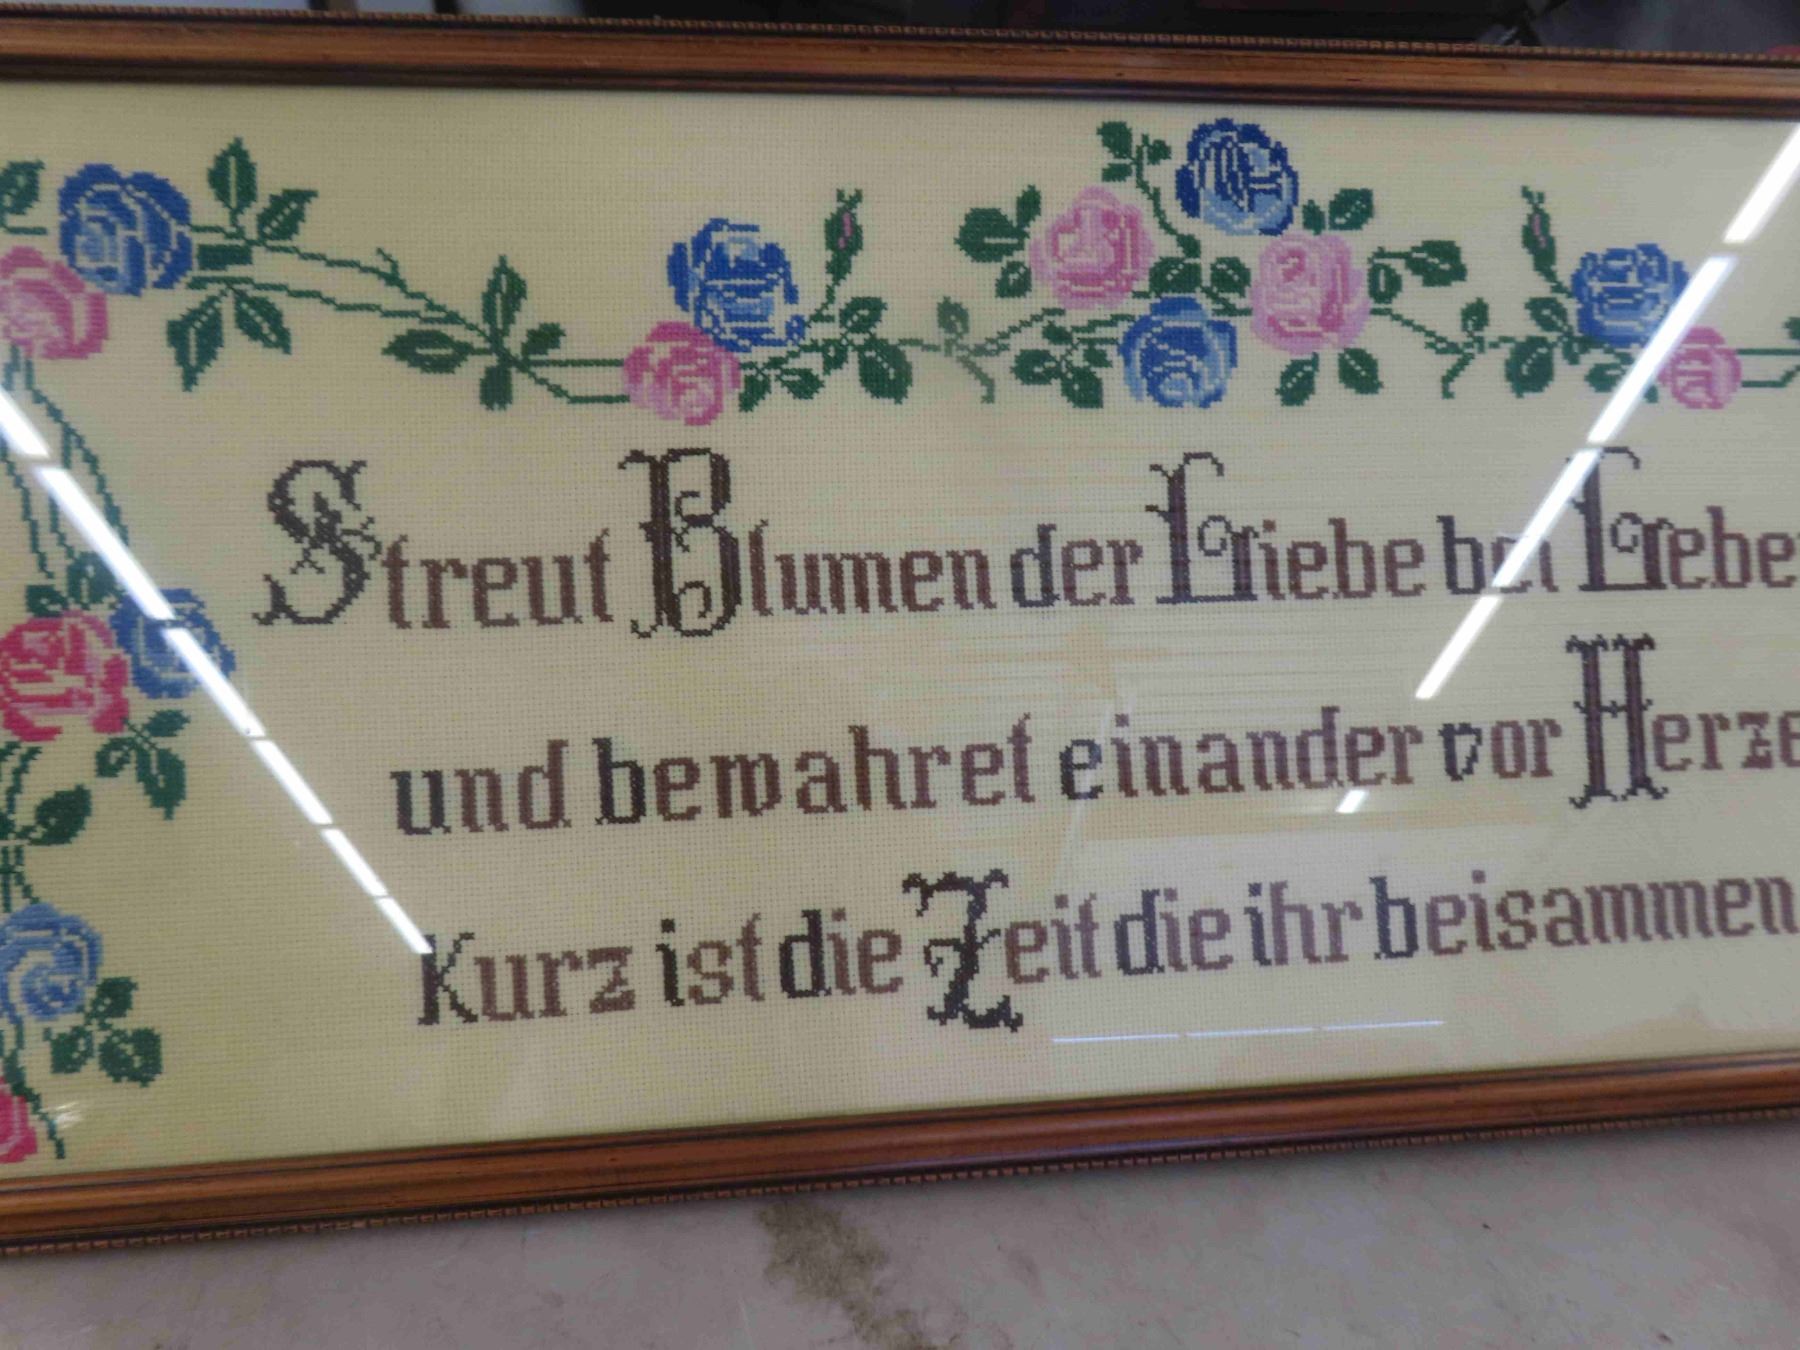 Streut Blumen der Liebe bei Lebe
und bewahret einander vor Herze
Kurz ist die Zeit die ihr beisammen